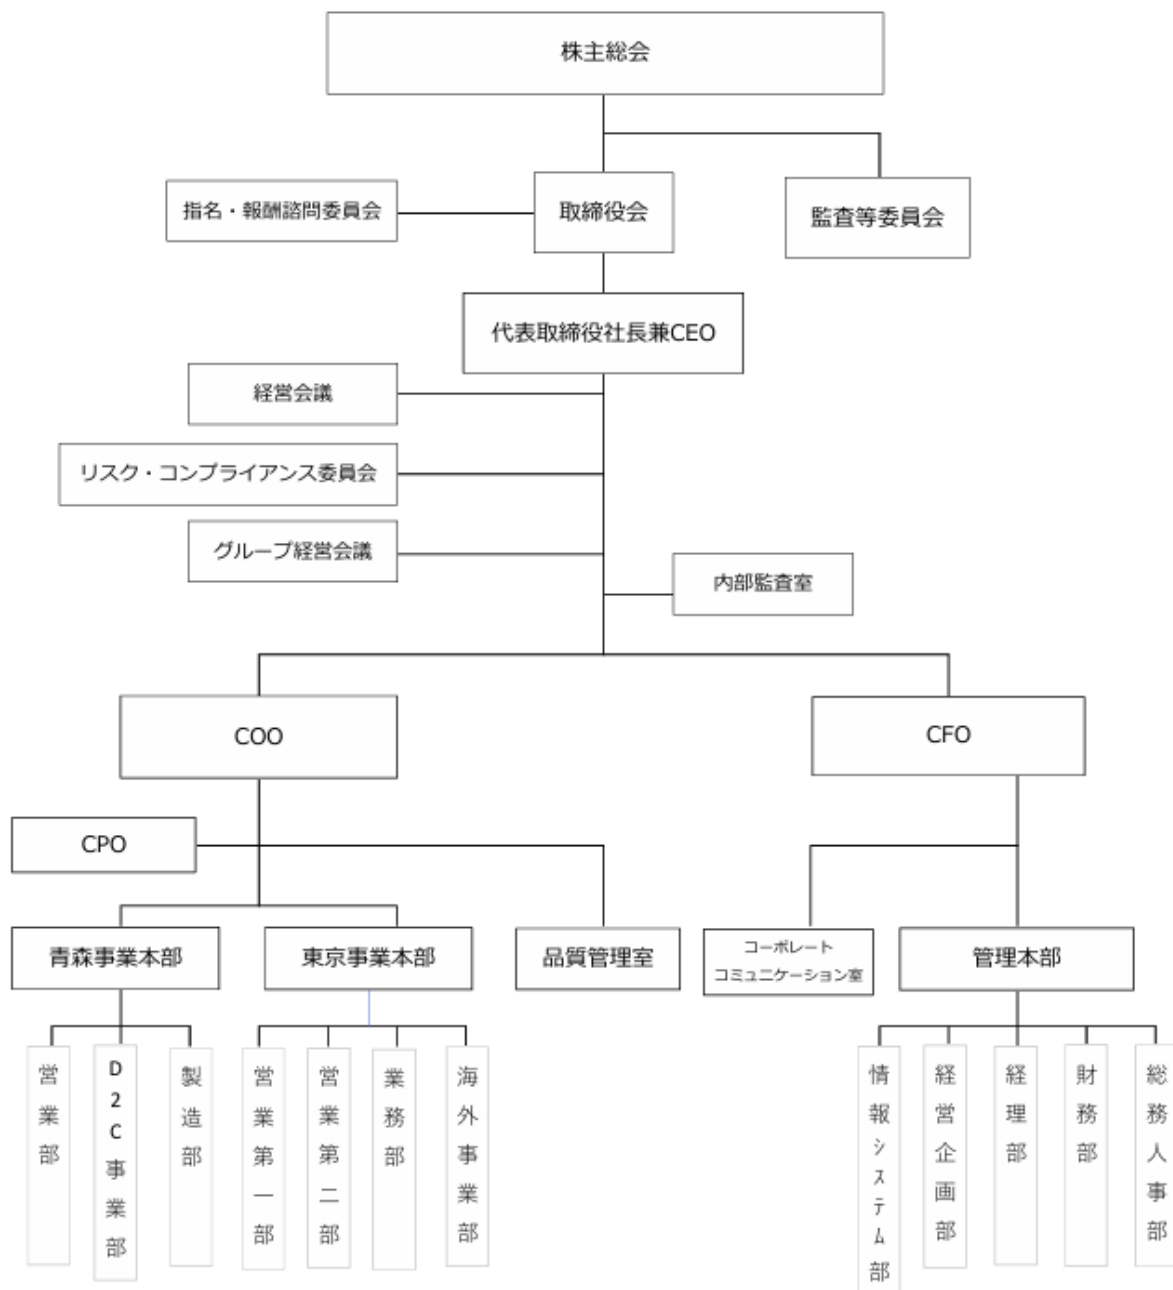 株主総会
指名・報酬諮問委員会
取締役会
監査等委員会
代表取締役社長兼CEO
経営会議
リスク・コンプライアンス委員会
グループ経営会議
内部監査室
COO
CFO
CPO
青森事業本部
東京事業本部
品質管理室
コーポレート
コミュニケーション室
管理本部
営業部
D2C事業部
製造部
営業第一部
営業第二部
業務部
海外事業部
情報システム部
経営企画部
経理部
財務部
総務人事部